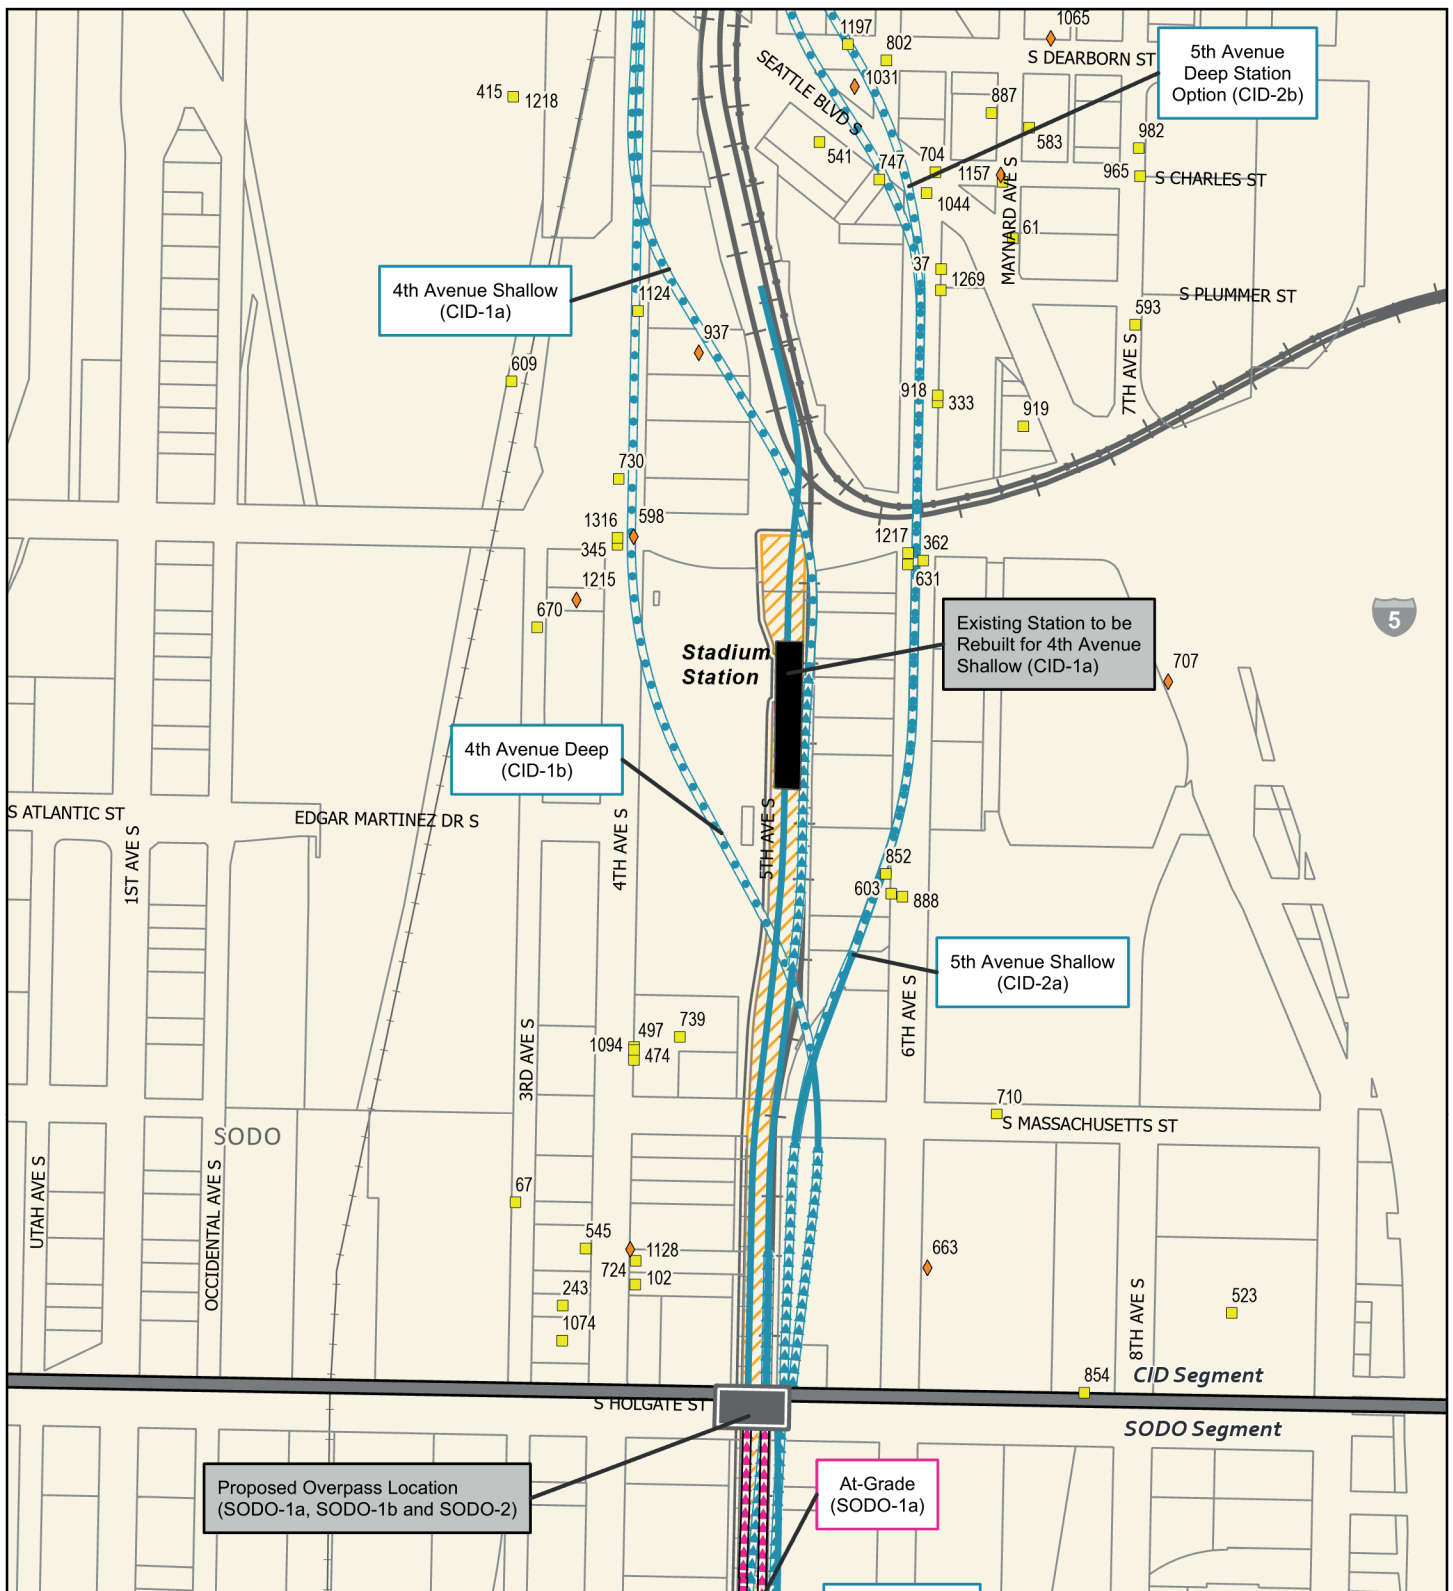 1065
1197
802
S DEARBORN ST
5th Avenue
Deep Station
Option (CID-2b)
SEATTLE BLVD S
1031
415
1218
887
583
982
541
747
704
1157
965
S CHARLES ST
1044
MAYNARD AVE S
61
37
1269
4th Avenue Shallow
(CID-1a)
1124
S PLUMMER ST
593
937
7TH AVE S
609
918
333
919
730
1316
598
345
1217
362
631
1215
670
Existing Station to be
Rebuilt for 4th Avenue
Shallow (CID-1a)
5
Stadium
Station
707
4th Avenue Deep
(CID-1b)
S ATLANTIC ST
EDGAR MARTINEZ DR S
1ST AVE S
4TH AVE S
5TH AVE S
852
603
888
5th Avenue Shallow
(CID-2a)
6TH AVE S
3RD AVE S
497
739
1094
474
710
S MASSACHUSETTS ST
SODO
UTAH AVE S
OCCIDENTAL AVE S
67
545
1128
724
102
243
1074
663
523
8TH AVE S
854
CID Segment
S HOLGATE ST
SODO Segment
Proposed Overpass Location
(SODO-1a, SODO-1b and SODO-2)
At-Grade
(SODO-1a)